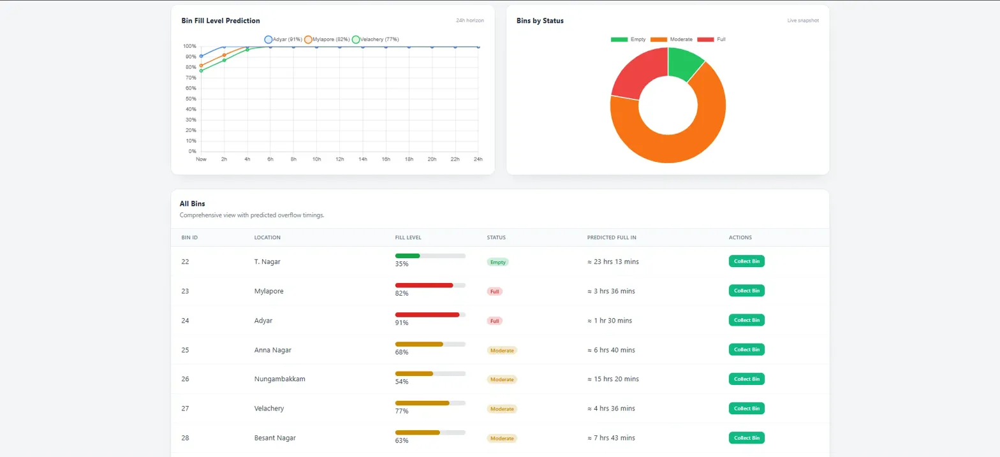 Bin Fill Level Prediction
24h horizon
Adyar (91%) Mylapore (82%) Velachery (77%)
100%
90%
80%
70%
60%
50%
40%
30%
20%
10%
0%
Now 2h 4h 6h 8h 10h 12h 14h 16h 18h 20h 22h 24h
Bins by Status
Live snapshot
Empty Moderate Full
All Bins
Comprehensive view with predicted overflow timings.
BIN ID LOCATION FILL LEVEL STATUS PREDICTED FULL IN ACTIONS
22 T. Nagar 35% Empty ≈ 23 hrs 13 mins Collect Bin
23 Mylapore 82% Full ≈ 3 hrs 36 mins Collect Bin
24 Adyar 91% Full ≈ 1 hr 30 mins Collect Bin
25 Anna Nagar 68% Moderate ≈ 6 hrs 40 mins Collect Bin
26 Nungambakkam 54% Moderate ≈ 15 hrs 20 mins Collect Bin
27 Velachery 77% Moderate ≈ 4 hrs 36 mins Collect Bin
28 Besant Nagar 63% Moderate ≈ 7 hrs 43 mins Collect Bin